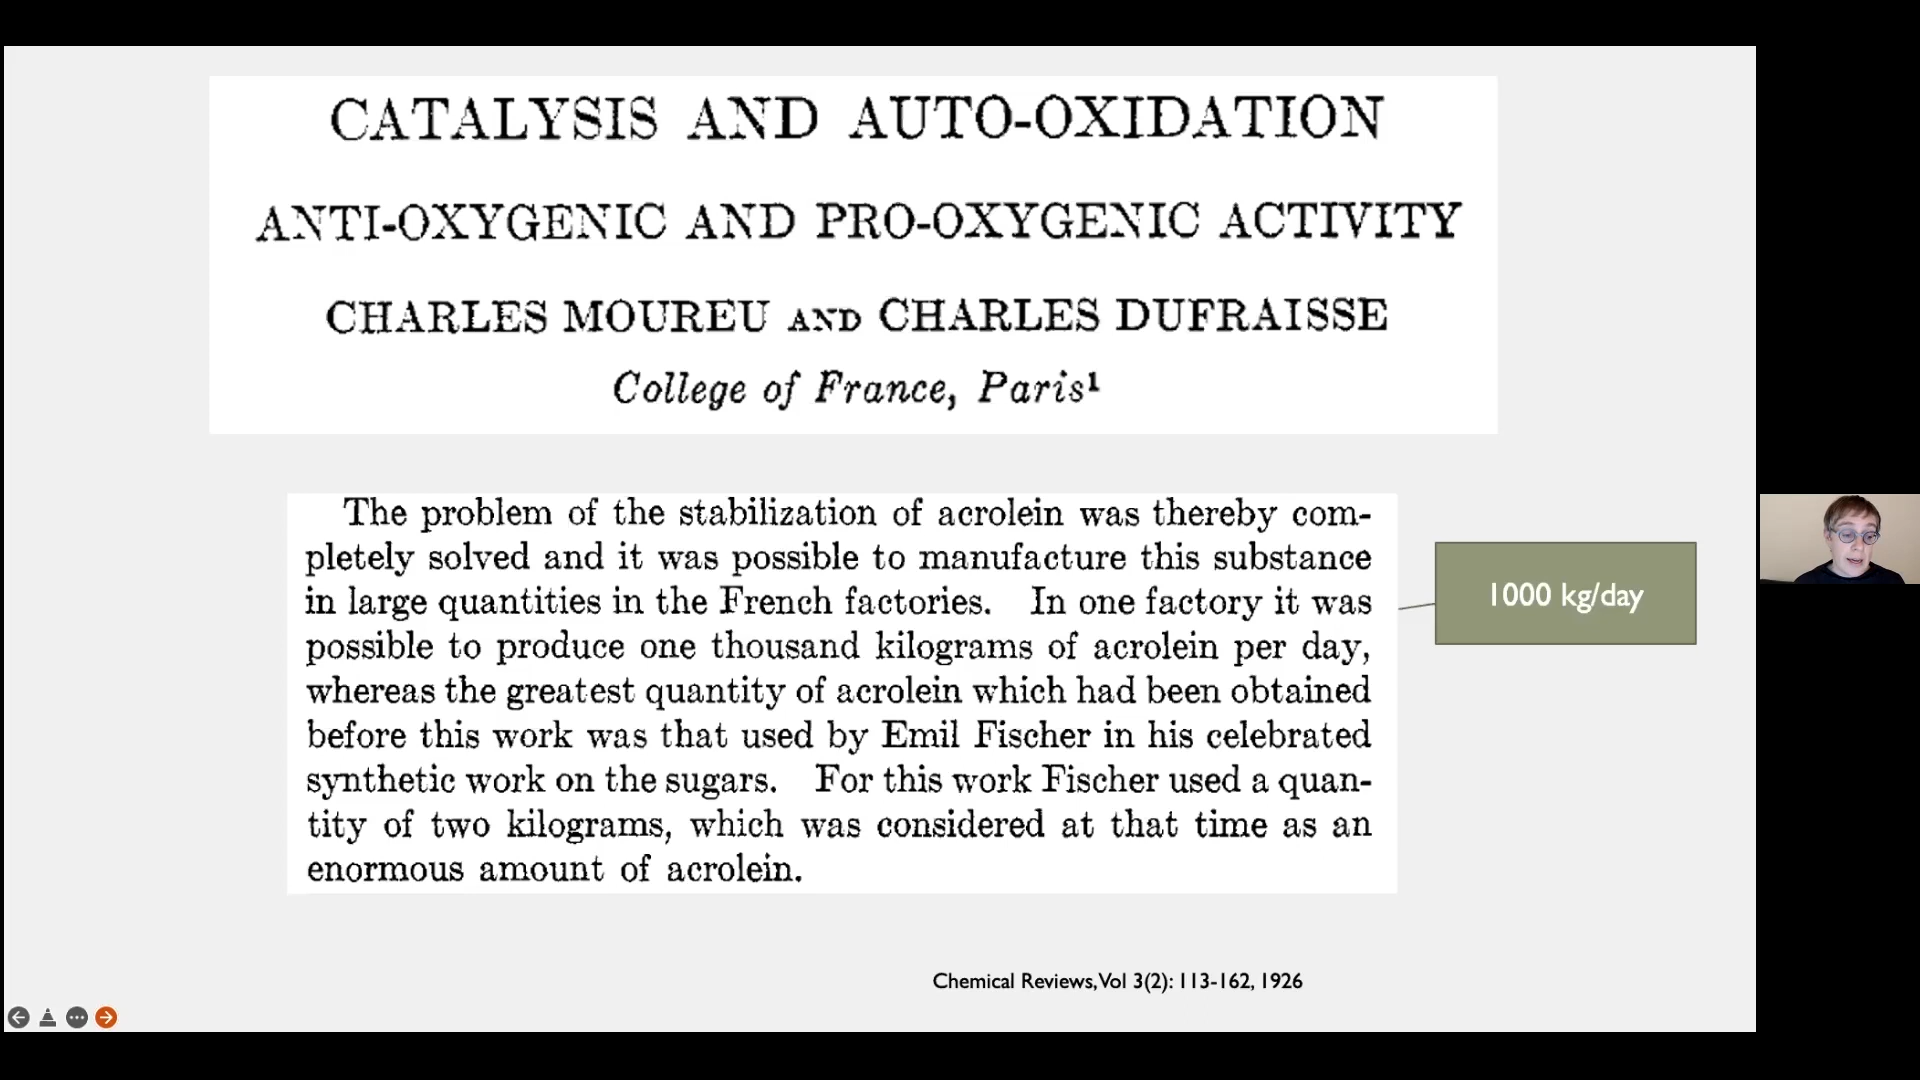 CATALYSIS AND AUTO-OXIDATION
ANTI-OXYGENIC AND PRO-OXYGENIC ACTIVITY
CHARLES MOUREU AND CHARLES DUFRAISSE
College of France, Paris¹
The problem of the stabilization of acrolein was thereby com-
pletely solved and it was possible to manufacture this substance
in large quantities in the French factories. In one factory it was
possible to produce one thousand kilograms of acrolein per day,
whereas the greatest quantity of acrolein which had been obtained
before this work was that used by Emil Fischer in his celebrated
synthetic work on the sugars. For this work Fischer used a quan-
tity of two kilograms, which was considered at that time as an
enormous amount of acrolein.
1000 kg/day
Chemical Reviews, Vol 3(2): 113-162, 1926